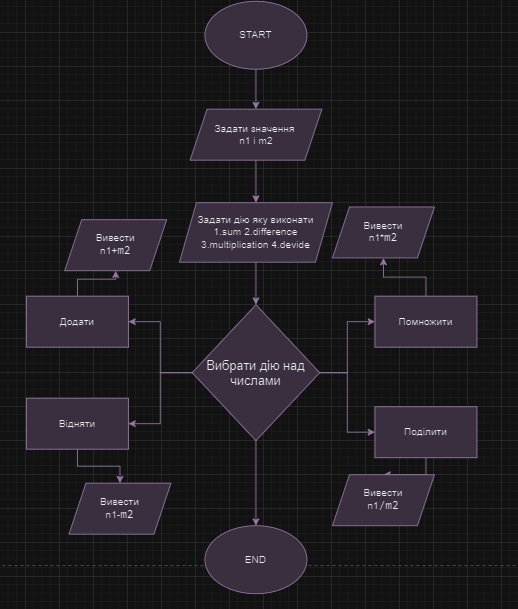 START
Задати значення
n1 і m2
Задати дію яку виконати
1.sum 2.difference
3.multiplication 4.devide
Вивести
n1+m2
Вивести
n1*m2
Додати
Помножити
Вибрати дію над
числами
Відняти
Поділити
Вивести
n1-m2
Вивести
n1/m2
END